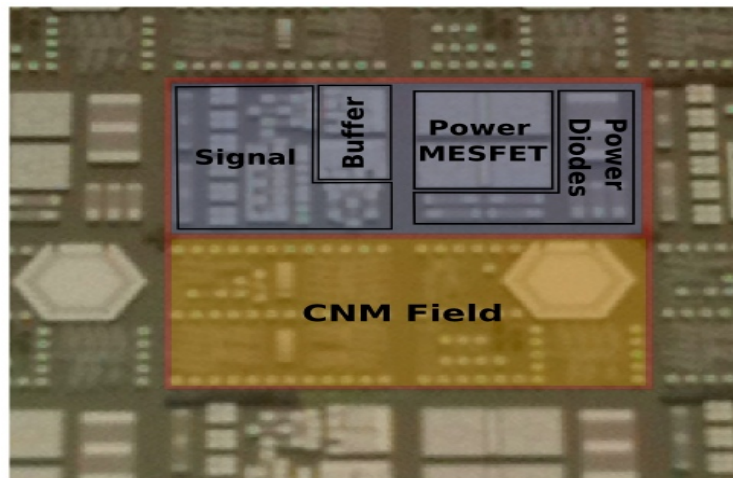 Signal
Buffer
Power
MESFET
Power
Diodes
CNM Field